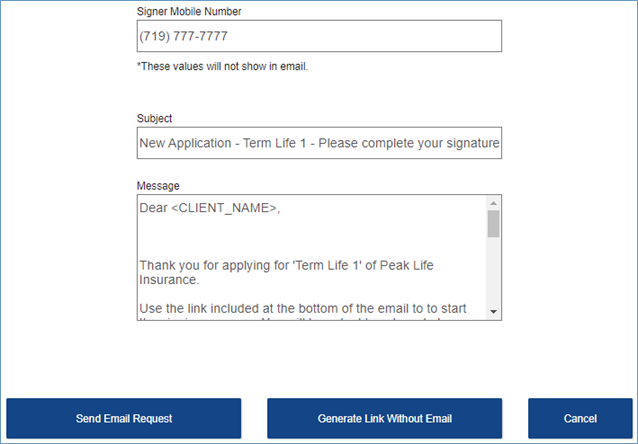 Signer Mobile Number
(719) 777-7777
*These values will not show in email.
Subject
New Application - Term Life 1 - Please complete your signature
Message
Dear <CLIENT_NAME>,
Thank you for applying for 'Term Life 1' of Peak Life
Insurance.
Use the link included at the bottom of the email to to start
Send Email Request
Generate Link Without Email
Cancel